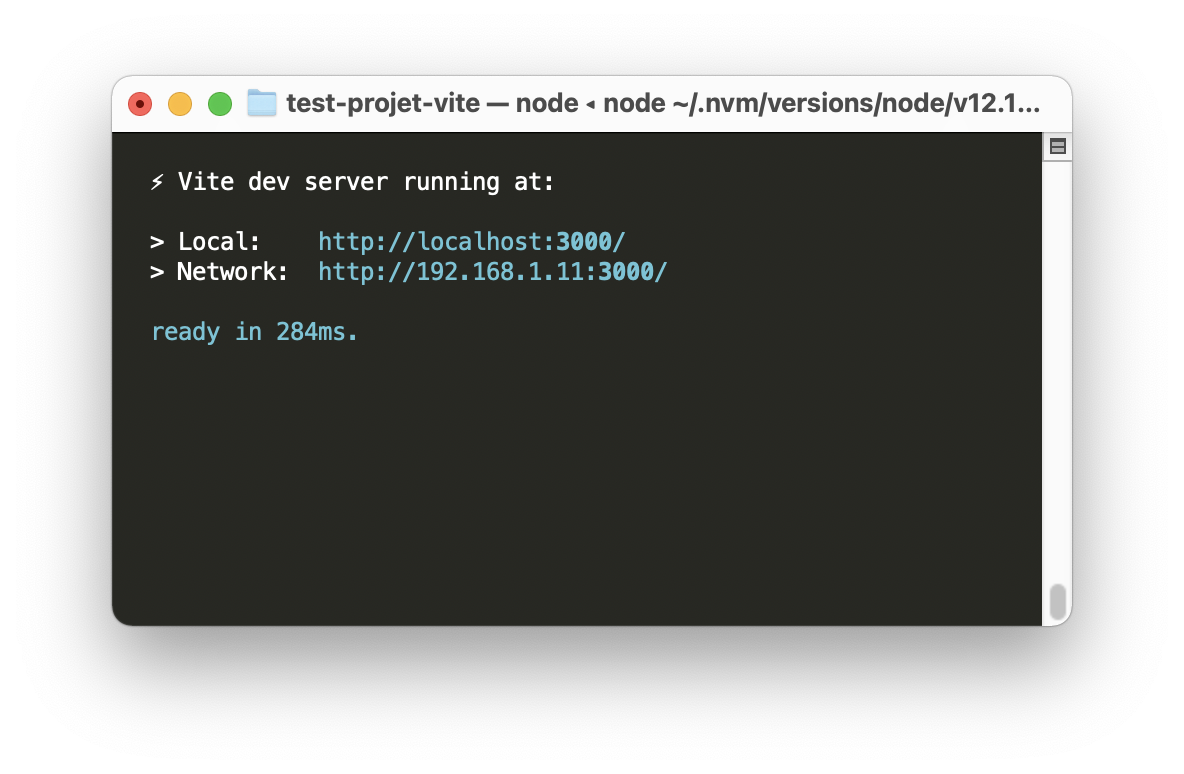 test-projet-vite — node ◂ node ~/.nvm/versions/node/v12.1...
⚡ Vite dev server running at:
> Local:    http://localhost:3000/
> Network:  http://192.168.1.11:3000/
ready in 284ms.